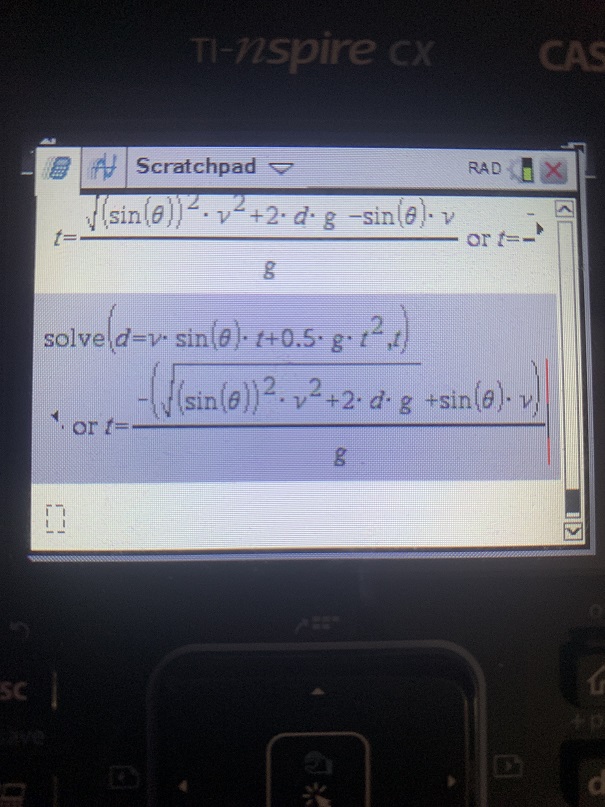 TI-nspire CX CAS
Scratchpad RAD
t=(√((sin(θ))²·v²+2·d·g)-sin(θ)·v)/g or t=-
solve(d=v·sin(θ)·t+0.5·g·t²,t)
or t=-(√((sin(θ))²·v²+2·d·g)+sin(θ)·v)/g